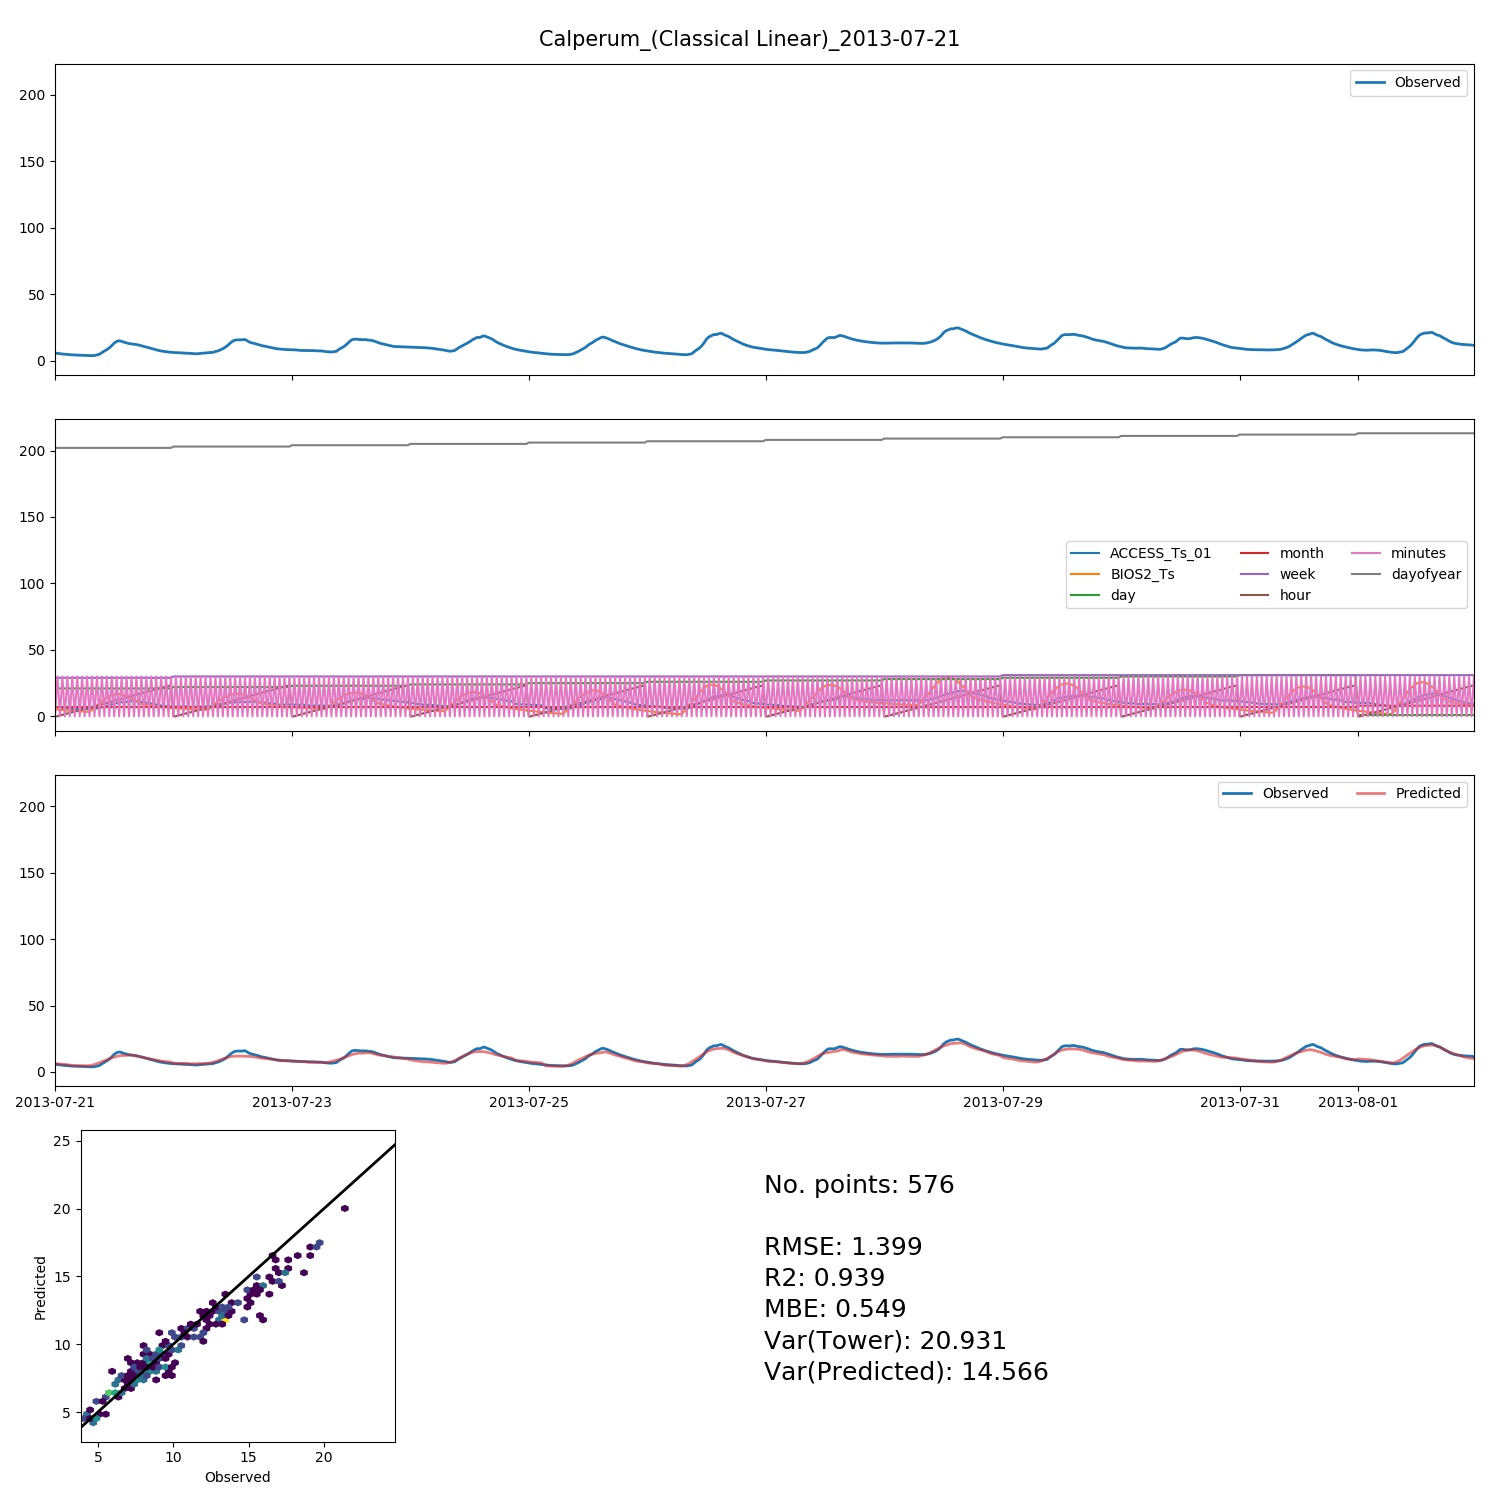 Calperum_(Classical Linear)_2013-07-21
Observed
200
150
100
50
0
200
150
100
50
0
ACCESS_Ts_01 month minutes
BIOS2_Ts week dayofyear
day hour
Observed Predicted
200
150
100
50
0
2013-07-21 2013-07-23 2013-07-25 2013-07-27 2013-07-29 2013-07-31 2013-08-01
25
20
15
10
5
Predicted
5 10 15 20
Observed
No. points: 576
RMSE: 1.399
R2: 0.939
MBE: 0.549
Var(Tower): 20.931
Var(Predicted): 14.566